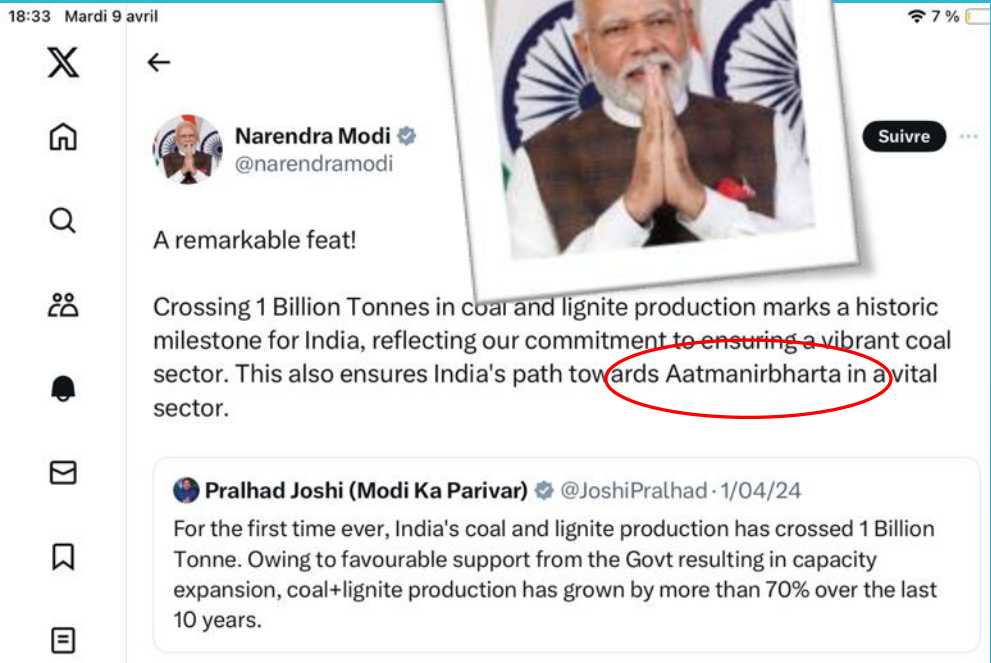 18:33 Mardi 9 avril
7 %
Narendra Modi
@narendramodi
Suivre
A remarkable feat!
Crossing 1 Billion Tonnes in coal and lignite production marks a historic
milestone for India, reflecting our commitment to ensuring a vibrant coal
sector. This also ensures India's path towards Aatmanirbharta in a vital
sector.
Pralhad Joshi (Modi Ka Parivar) @JoshiPralhad · 1/04/24
For the first time ever, India's coal and lignite production has crossed 1 Billion
Tonne. Owing to favourable support from the Govt resulting in capacity
expansion, coal+lignite production has grown by more than 70% over the last
10 years.